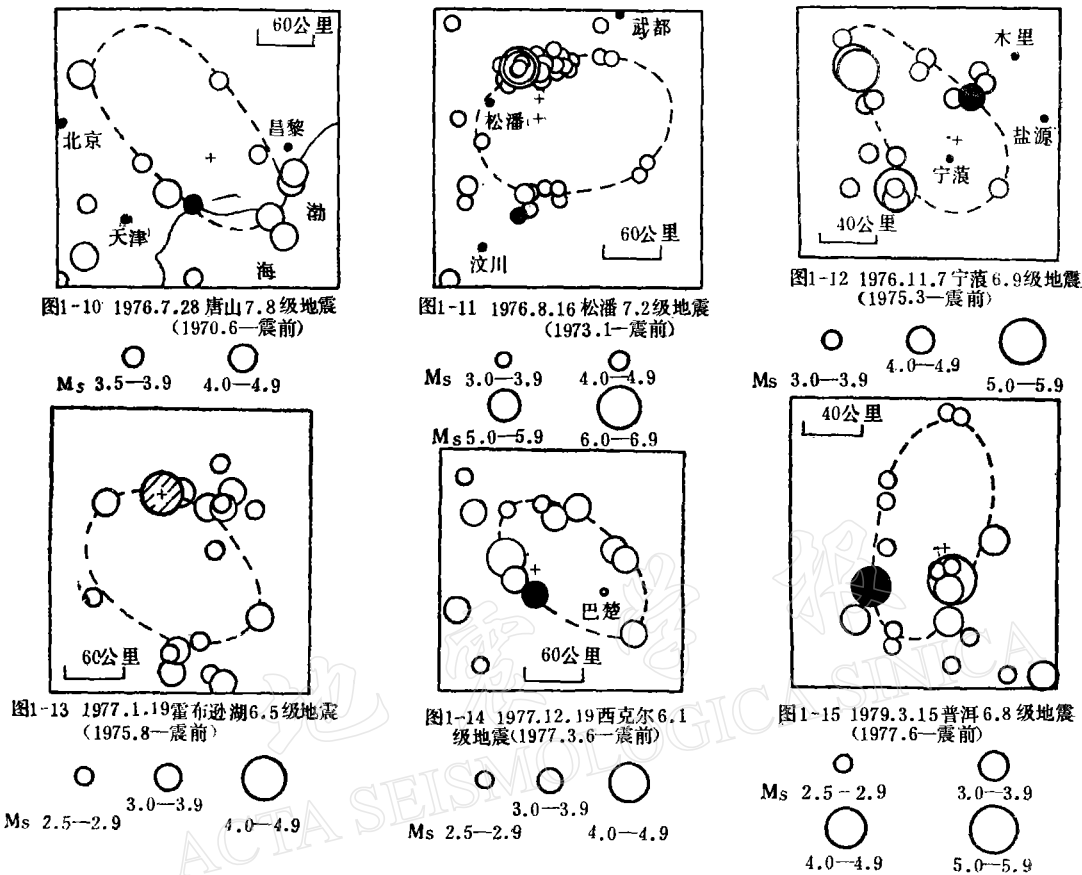 60公里
北京
昌黎
天津
渤
海
图1-10 1976.7.28 唐山7.8级地震
(1970.6—震前)
Ms 3.5—3.9 4.0—4.9
武都
松潘
汶川
60公里
图1-11 1976.8.16 松潘7.2级地震
(1973.1—震前)
Ms 3.0—3.9 4.0—4.9
Ms 5.0—5.9 6.0—6.9
木里
盐源
宁蒗
40公里
图1-12 1976.11.7 宁蒗6.9级地震
(1975.3—震前)
Ms 3.0—3.9 4.0—4.9 5.0—5.9
60公里
图1-13 1977.1.19霍布逊湖6.5级地震
(1975.8—震前)
Ms 2.5—2.9 3.0—3.9 4.0—4.9
巴楚
60公里
图1-14 1977.12.19西克尔6.1
级地震(1977.3.6—震前)
Ms 2.5—2.9 3.0—3.9 4.0—4.9
40公里
图1-15 1979.3.15普洱6.8级地震
(1977.6—震前)
Ms 2.5-2.9 3.0—3.9
4.0—4.9 5.0—5.9
地震学报
ACTA SEISMOLOGICA SINICA